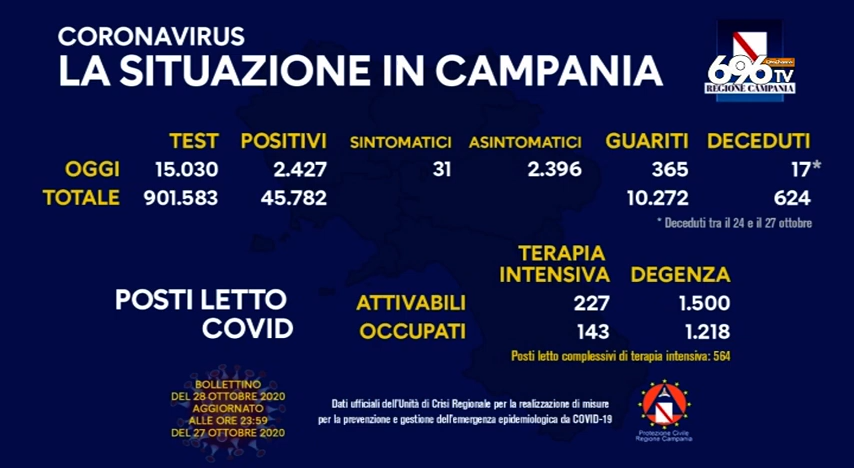 CORONAVIRUS
LA SITUAZIONE IN CAMPANIA
696 TV
REGIONE CAMPANIA
TEST POSITIVI SINTOMATICI ASINTOMATICI GUARITI DECEDUTI
OGGI 15.030 2.427 31 2.396 365 17*
TOTALE 901.583 45.782 10.272 624
* Deceduti tra il 24 e il 27 ottobre
TERAPIA
INTENSIVA DEGENZA
POSTI LETTO
COVID
ATTIVABILI 227 1.500
OCCUPATI 143 1.218
Posti letto complessivi di terapia intensiva: 564
BOLLETTINO
DEL 28 OTTOBRE 2020
AGGIORNATO
ALLE ORE 23:59
DEL 27 OTTOBRE 2020
Dati ufficiali dell'Unità di Crisi Regionale per la realizzazione di misure
per la prevenzione e gestione dell'emergenza epidemiologica da COVID-19
Protezione Civile
Regione Campania